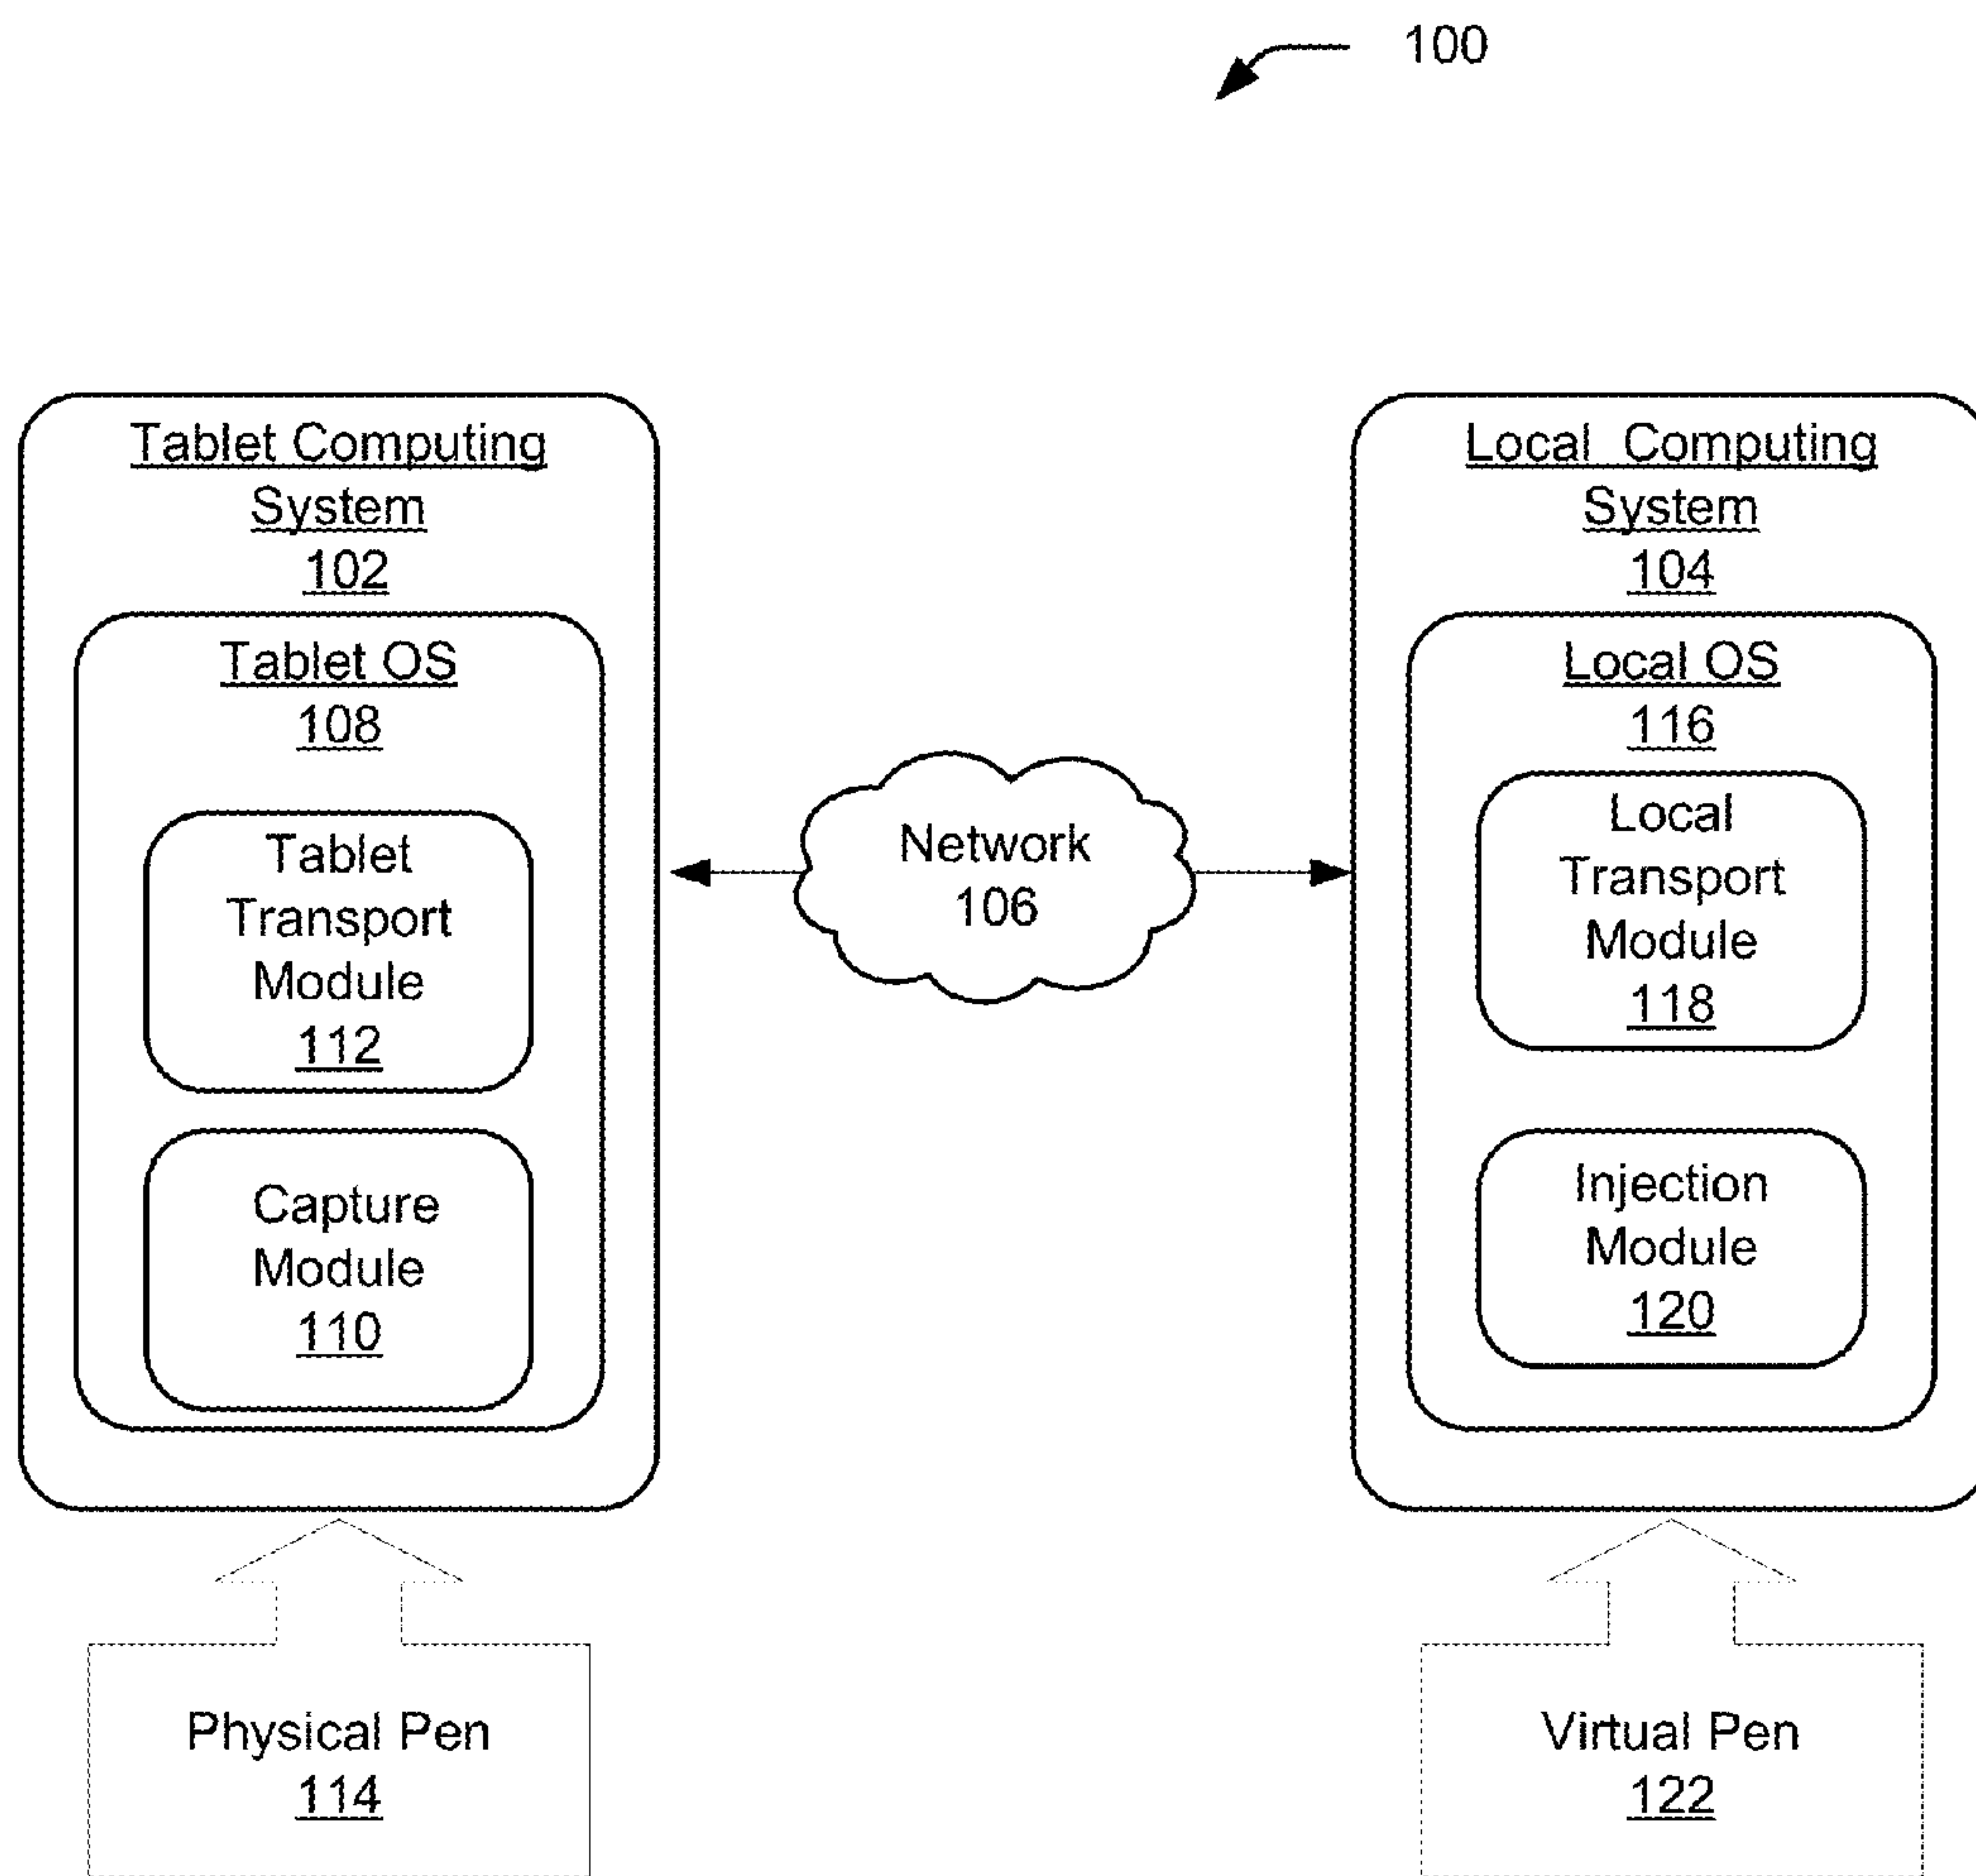 100
Tablet Computing
System
102
Tablet OS
108
Tablet
Transport
Module
112
Capture
Module
110
Physical Pen
114
Network
106
Local Computing
System
104
Local OS
116
Local
Transport
Module
118
Injection
Module
120
Virtual Pen
122